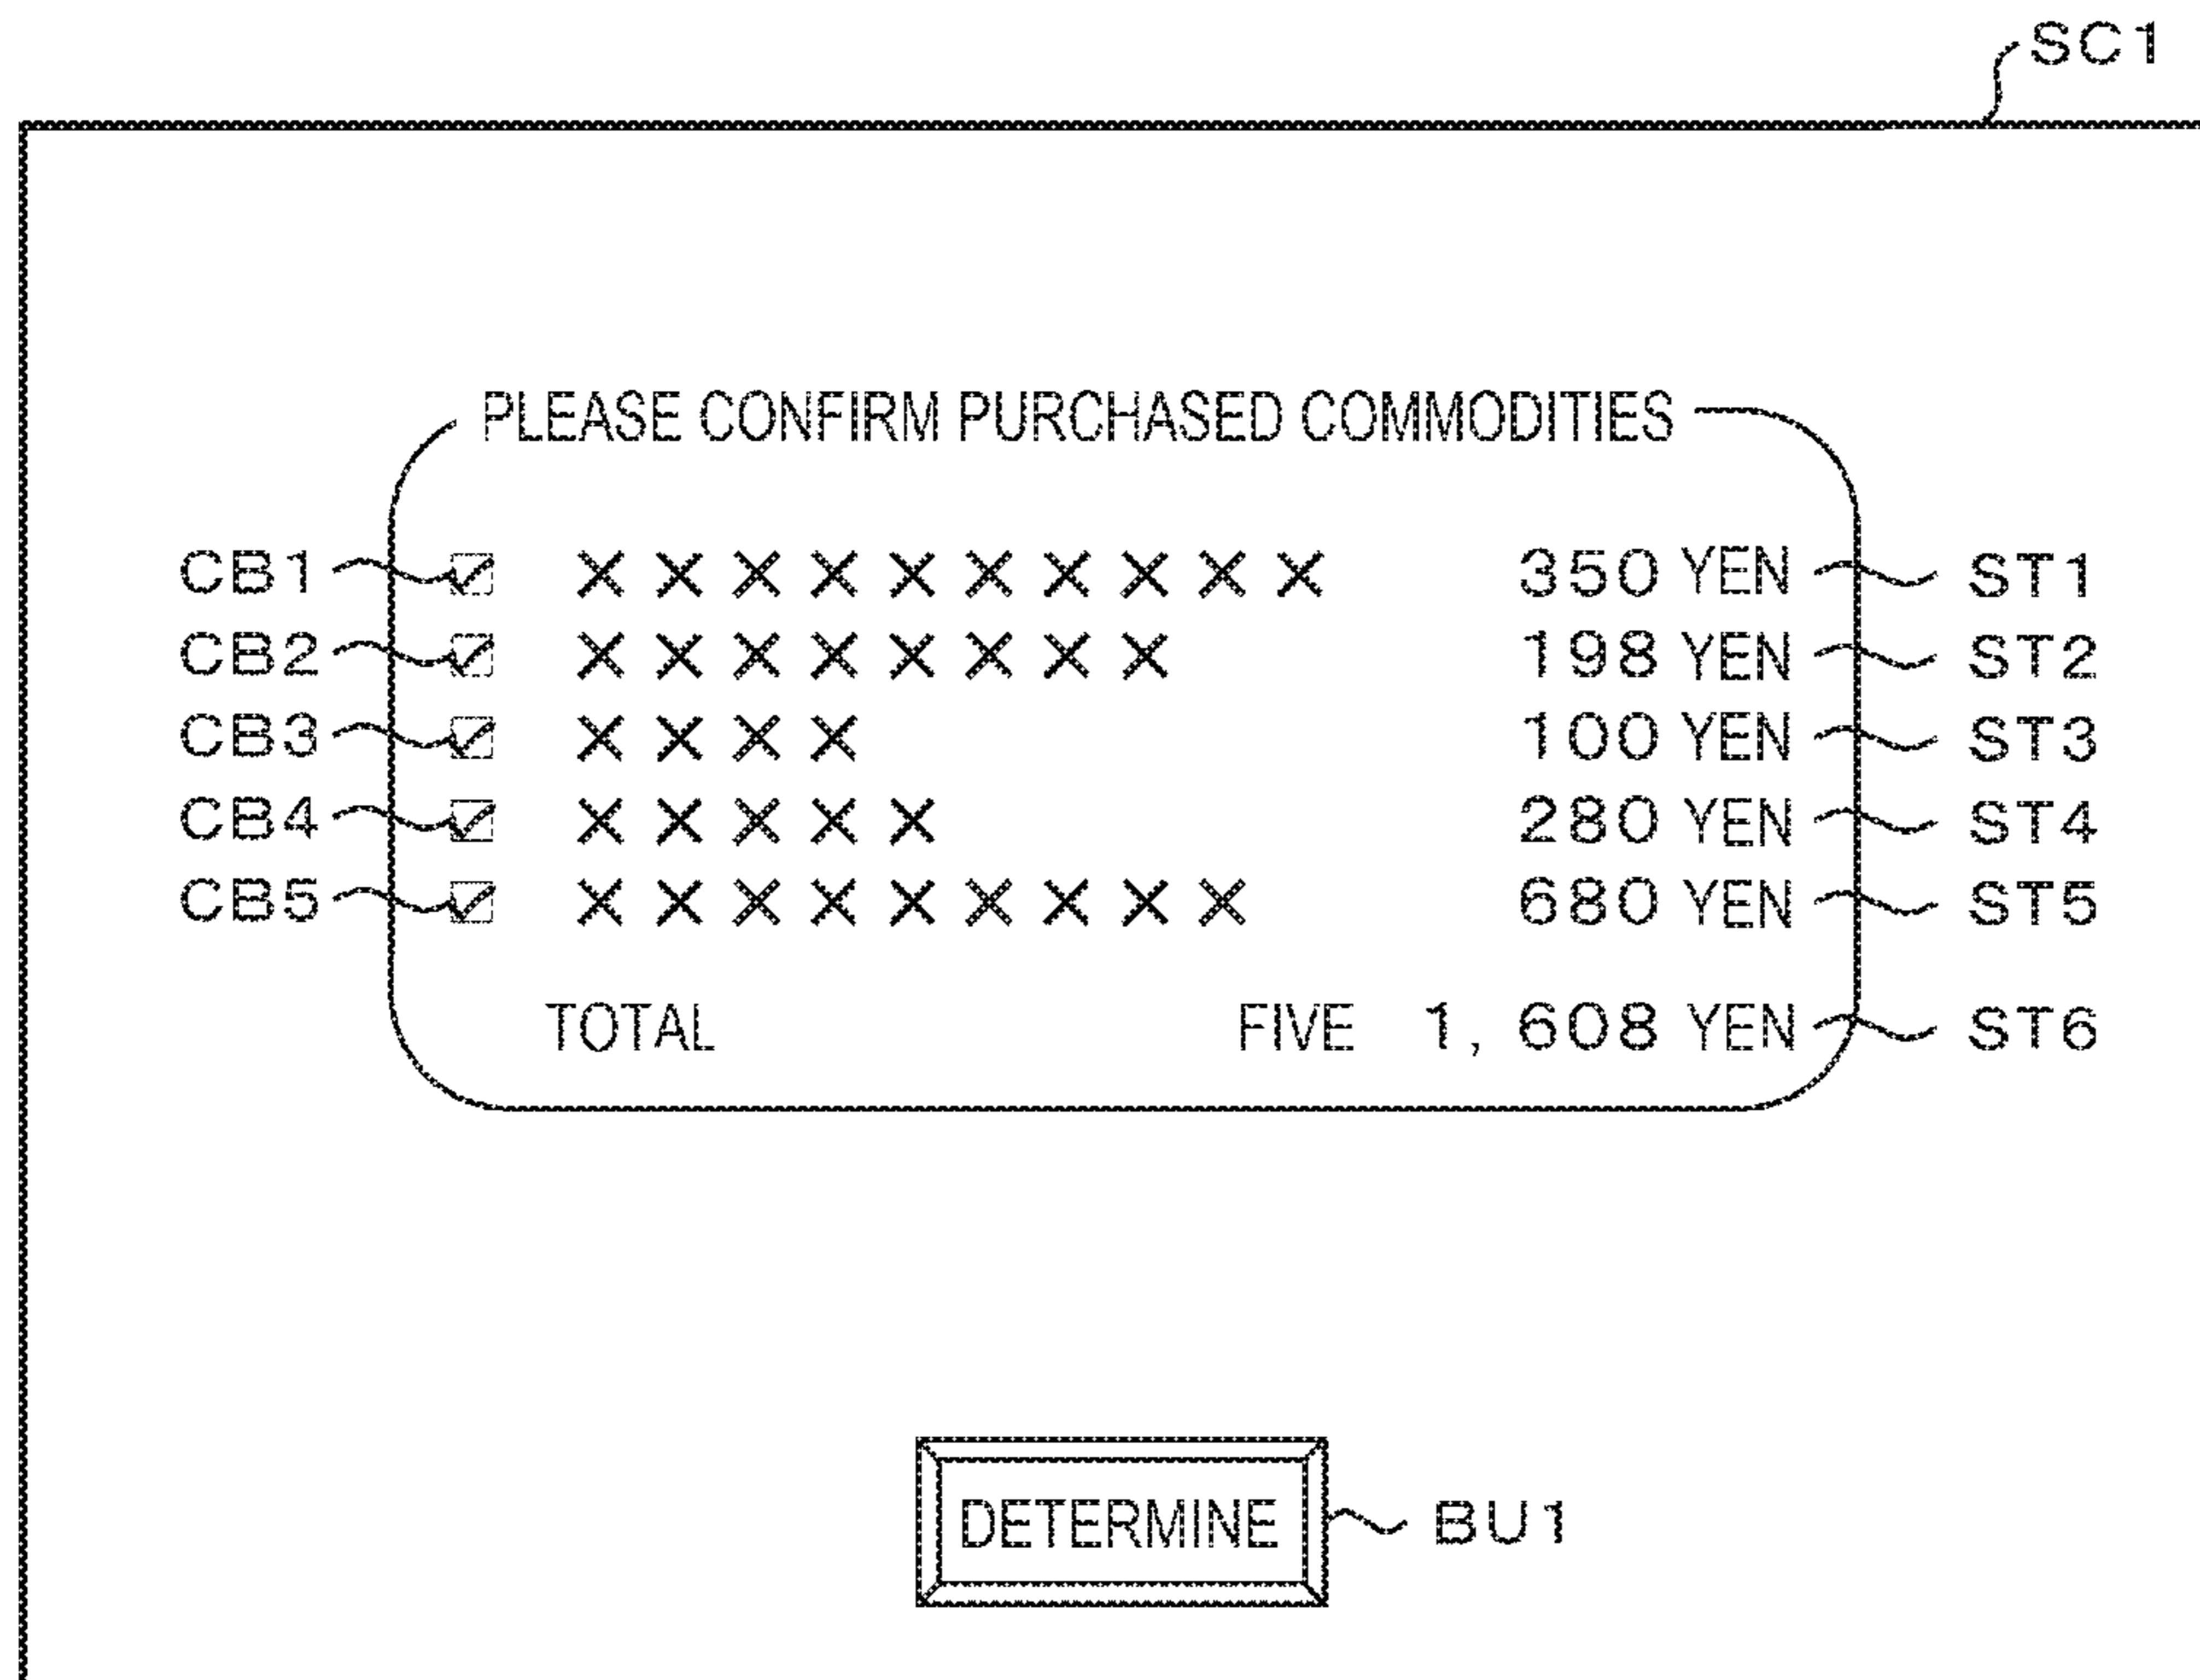 SC1
PLEASE CONFIRM PURCHASED COMMODITIES
CB1 ☑ ×××××××××× 350 YEN ST1
CB2 ☑ ×××××××× 198 YEN ST2
CB3 ☑ ×××× 100 YEN ST3
CB4 ☑ ××××× 280 YEN ST4
CB5 ☑ ××××××××× 680 YEN ST5
TOTAL FIVE 1,608 YEN ST6
DETERMINE BU1